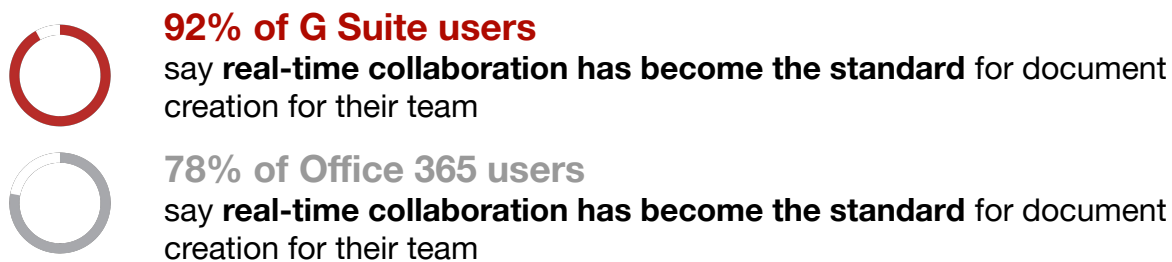 92% of G Suite users
say real-time collaboration has become the standard for document
creation for their team
78% of Office 365 users
say real-time collaboration has become the standard for document
creation for their team